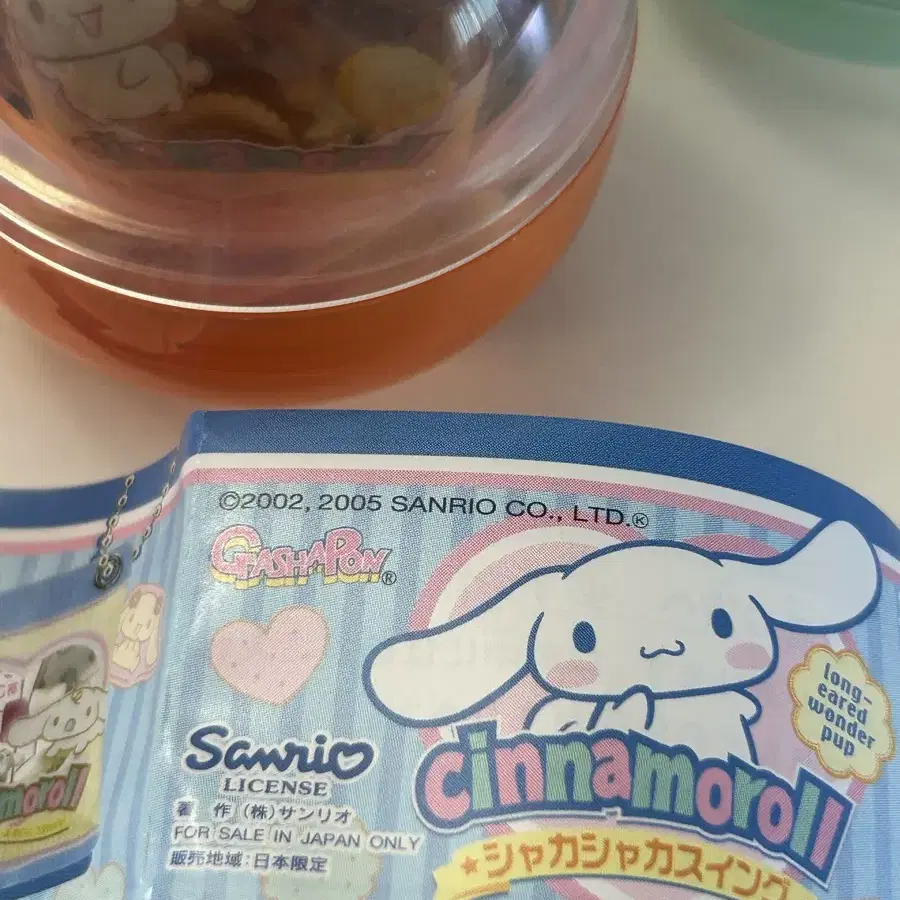 ©2002, 2005 SANRIO CO., LTD.®
GASHAPON®
long-
eared
wonder
pup
cinnamoroll
シャカシャカスイング
Sanrio
LICENSE
著 作 (株)サンリオ
FOR SALE IN JAPAN ONLY
販売地域:日本限定
moroll